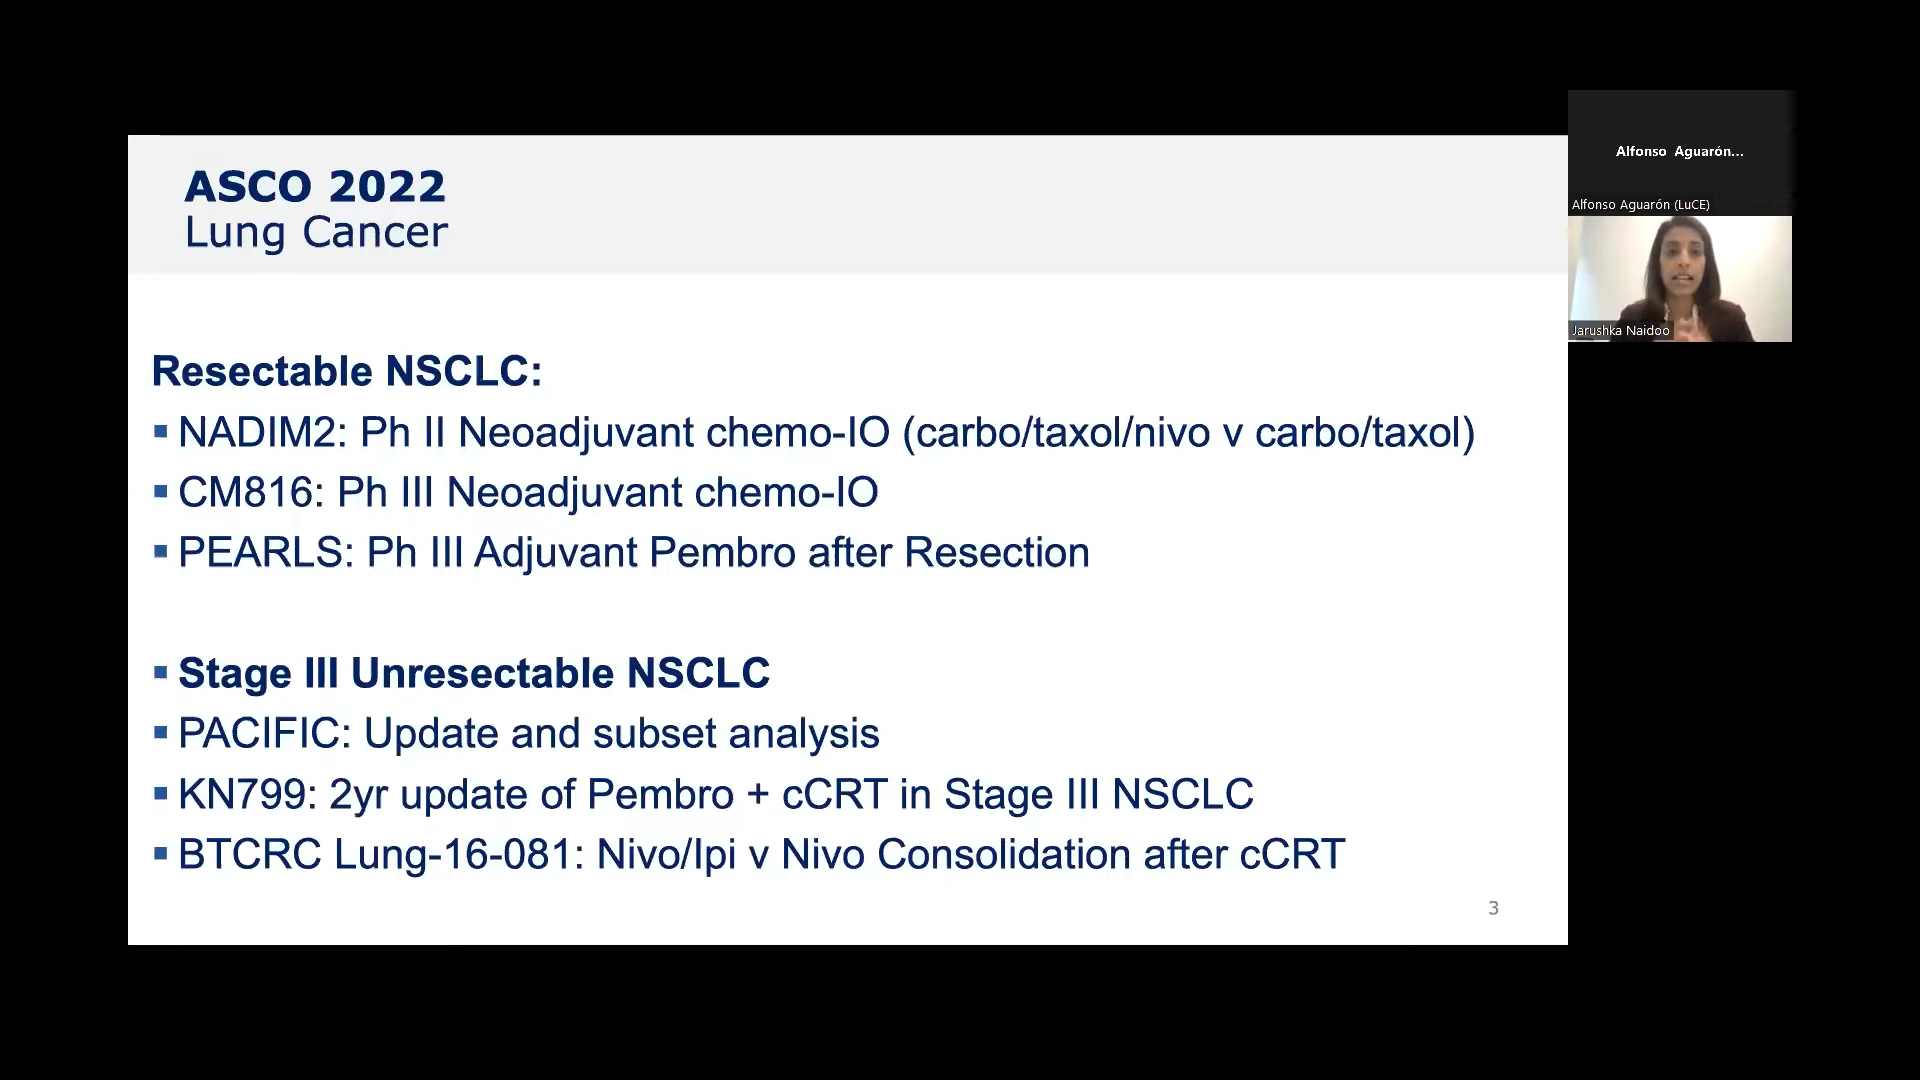 ASCO 2022
Lung Cancer
Resectable NSCLC:
▪ NADIM2: Ph II Neoadjuvant chemo-IO (carbo/taxol/nivo v carbo/taxol)
▪ CM816: Ph III Neoadjuvant chemo-IO
▪ PEARLS: Ph III Adjuvant Pembro after Resection
▪ Stage III Unresectable NSCLC
▪ PACIFIC: Update and subset analysis
▪ KN799: 2yr update of Pembro + cCRT in Stage III NSCLC
▪ BTCRC Lung-16-081: Nivo/Ipi v Nivo Consolidation after cCRT
3
Alfonso Aguarón...
Alfonso Aguarón (LuCE)
Jarushka Naidoo